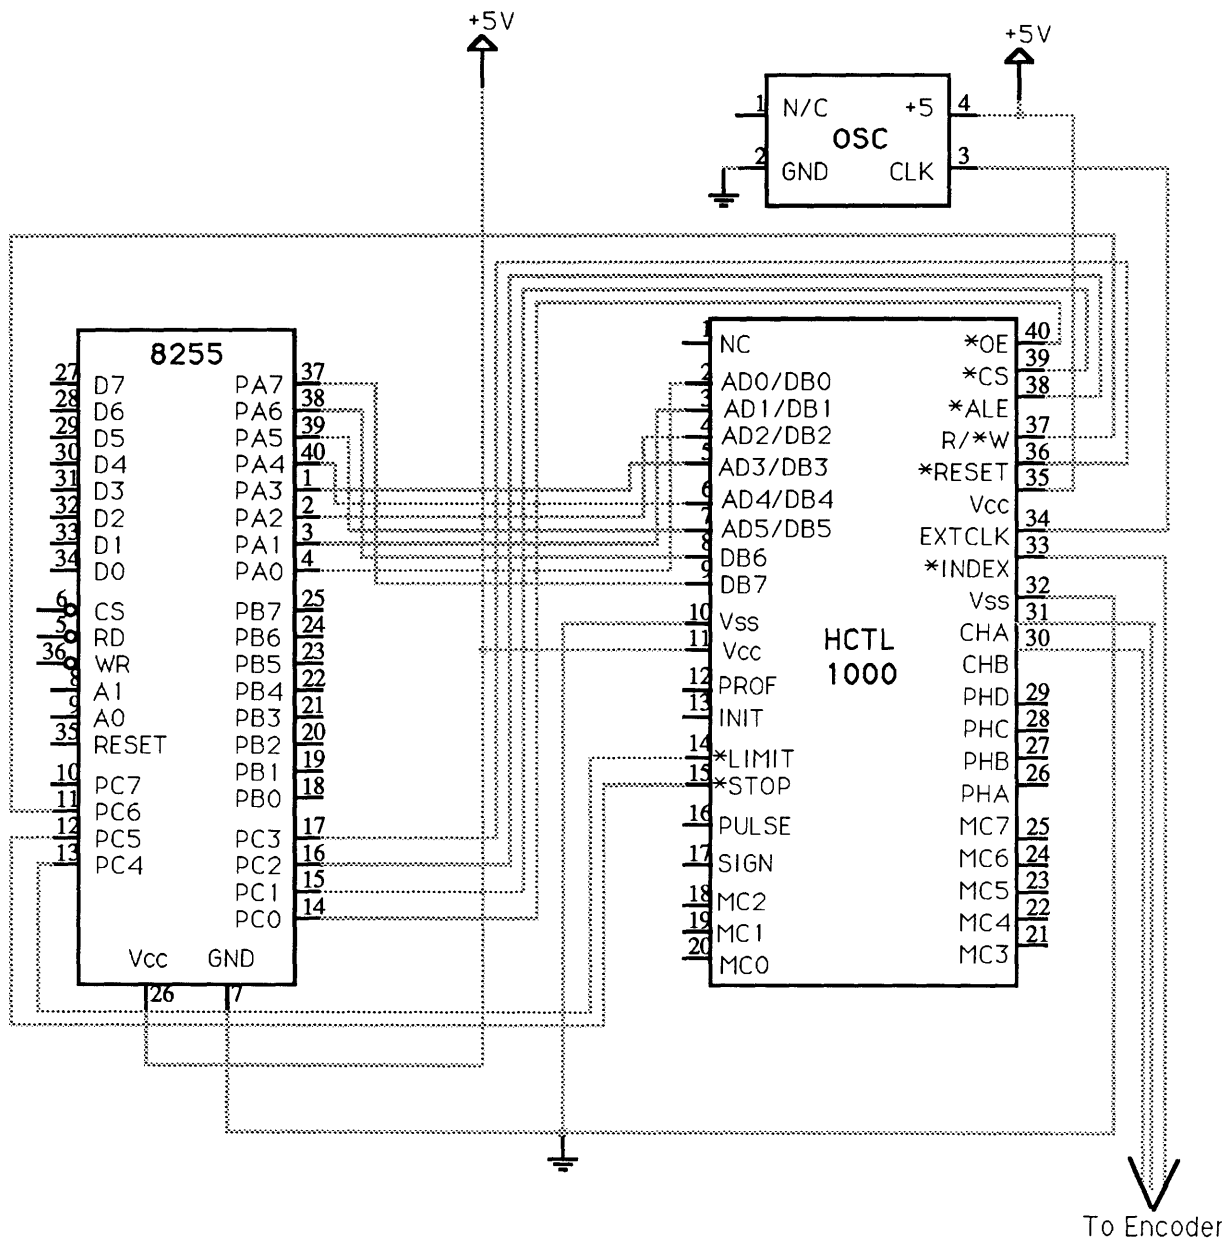 +5V
+5V
1 N/C +5 4
OSC
2 GND CLK 3
8255
27 D7 PA7 37
28 D6 PA6 38
29 D5 PA5 39
30 D4 PA4 40
31 D3 PA3 1
32 D2 PA2 2
33 D1 PA1 3
34 D0 PA0 4
6 CS PB7 25
5 RD PB6 24
36 WR PB5 23
8 A1 PB4 22
9 A0 PB3 21
35 RESET PB2 20
PB1 19
10 PC7 PB0 18
11 PC6
12 PC5 PC3 17
13 PC4 PC2 16
PC1 15
PC0 14
Vcc GND
26 7
HCTL
1000
1 NC *OE 40
2 AD0/DB0 *CS 39
3 AD1/DB1 *ALE 38
4 AD2/DB2 R/*W 37
5 AD3/DB3 *RESET 36
6 AD4/DB4 Vcc 35
7 AD5/DB5 EXTCLK 34
8 DB6 *INDEX 33
9 DB7 Vss 32
10 Vss CHA 31
11 Vcc CHB 30
12 PROF PHD 29
13 INIT PHC 28
14 *LIMIT PHB 27
15 *STOP PHA 26
16 PULSE MC7 25
17 SIGN MC6 24
18 MC2 MC5 23
19 MC1 MC4 22
20 MC0 MC3 21
To Encoder